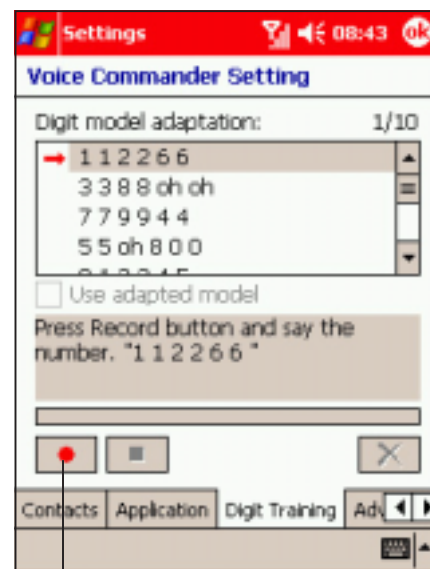 Settings 08:43 ok
Voice Commander Setting
Digit model adaptation: 1/10
1 1 2 2 6 6
3 3 8 8 oh oh
7 7 9 9 4 4
5 5 oh 8 0 0
Use adapted model
Press Record button and say the
number. "1 1 2 2 6 6 "
Contacts Application Digit Training Adv